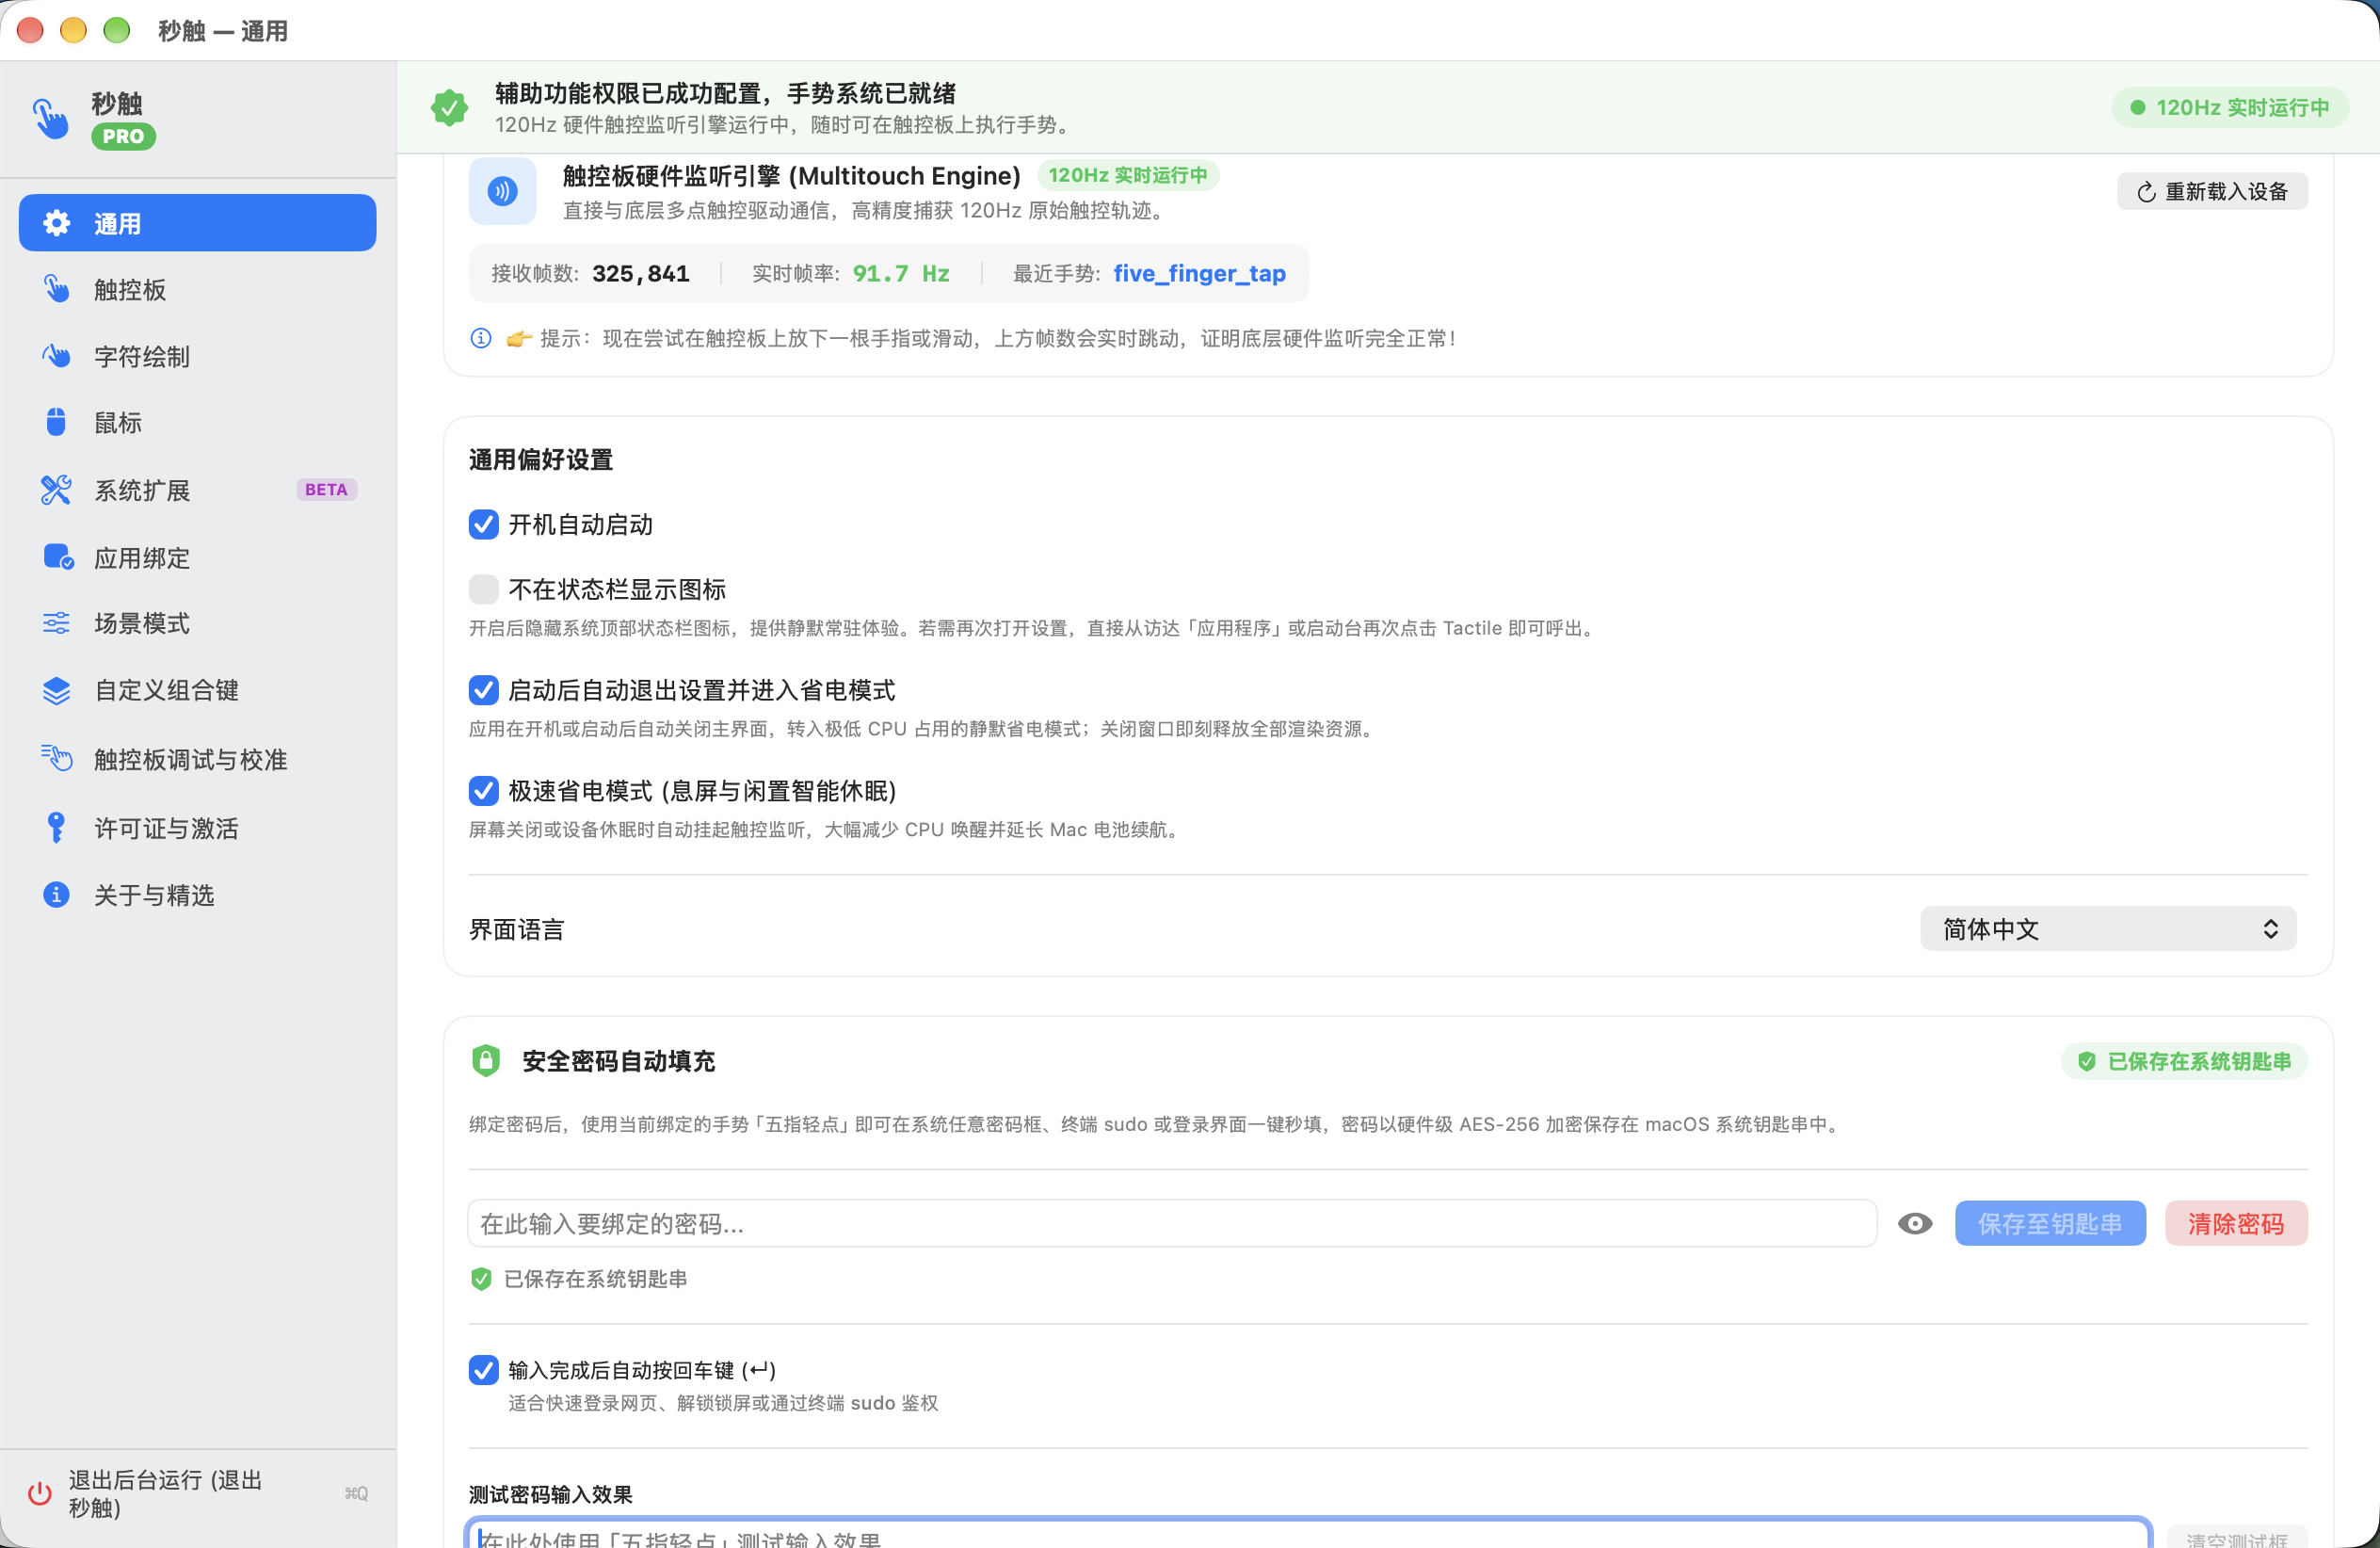 秒触 — 通用
秒触
PRO
通用
触控板
字符绘制
鼠标
系统扩展
BETA
应用绑定
场景模式
自定义组合键
触控板调试与校准
许可证与激活
关于与精选
退出后台运行 (退出
秒触)
⌘Q
辅助功能权限已成功配置，手势系统已就绪
120Hz 硬件触控监听引擎运行中，随时可在触控板上执行手势。
120Hz 实时运行中
触控板硬件监听引擎 (Multitouch Engine)
120Hz 实时运行中
直接与底层多点触控驱动通信，高精度捕获 120Hz 原始触控轨迹。
重新载入设备
接收帧数: 325,841
实时帧率: 91.7 Hz
最近手势: five_finger_tap
👉 提示：现在尝试在触控板上放下一根手指或滑动，上方帧数会实时跳动，证明底层硬件监听完全正常！
通用偏好设置
开机自动启动
不在状态栏显示图标
开启后隐藏系统顶部状态栏图标，提供静默常驻体验。若需再次打开设置，直接从访达「应用程序」或启动台再次点击 Tactile 即可呼出。
启动后自动退出设置并进入省电模式
应用在开机或启动后自动关闭主界面，转入极低 CPU 占用的静默省电模式；关闭窗口即刻释放全部渲染资源。
极速省电模式 (息屏与闲置智能休眠)
屏幕关闭或设备休眠时自动挂起触控监听，大幅减少 CPU 唤醒并延长 Mac 电池续航。
界面语言
简体中文
安全密码自动填充
已保存在系统钥匙串
绑定密码后，使用当前绑定的手势「五指轻点」即可在系统任意密码框、终端 sudo 或登录界面一键秒填，密码以硬件级 AES-256 加密保存在 macOS 系统钥匙串中。
在此输入要绑定的密码...
保存至钥匙串
清除密码
已保存在系统钥匙串
输入完成后自动按回车键 (↵)
适合快速登录网页、解锁锁屏或通过终端 sudo 鉴权
测试密码输入效果
在此处使用「五指轻点」测试输入效果
清空测试框